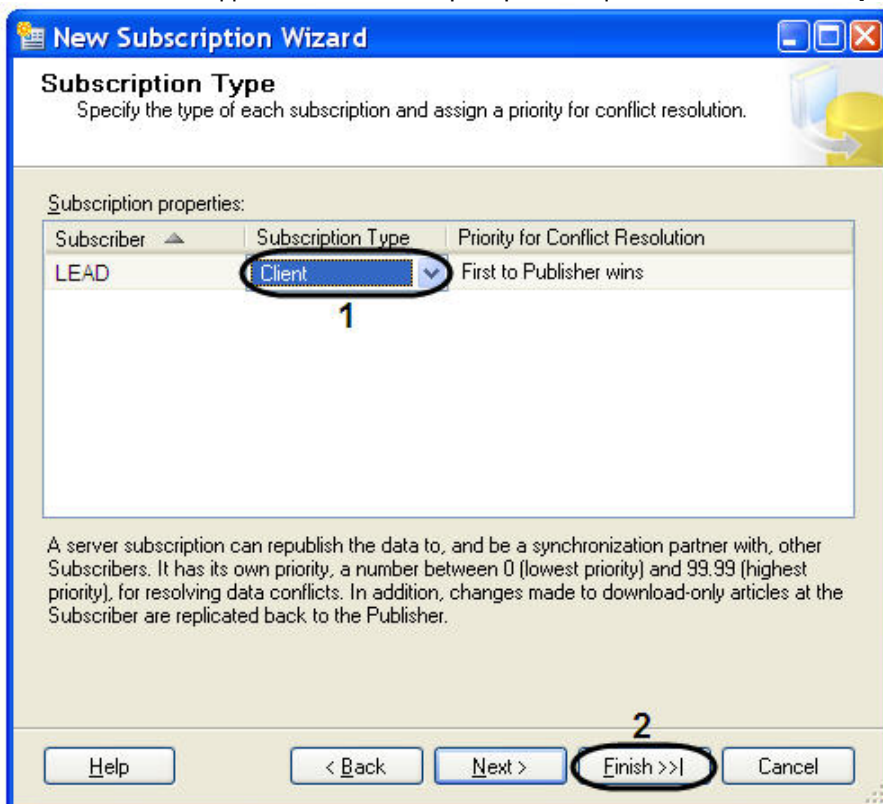 New Subscription Wizard
Subscription Type
Specify the type of each subscription and assign a priority for conflict resolution.
Subscription properties:
Subscriber Subscription Type Priority for Conflict Resolution
LEAD Client First to Publisher wins
1
A server subscription can republish the data to, and be a synchronization partner with, other
Subscribers. It has its own priority, a number between 0 (lowest priority) and 99.99 (highest
priority), for resolving data conflicts. In addition, changes made to download-only articles at the
Subscriber are replicated back to the Publisher.
2
Help < Back Next > Finish >>| Cancel